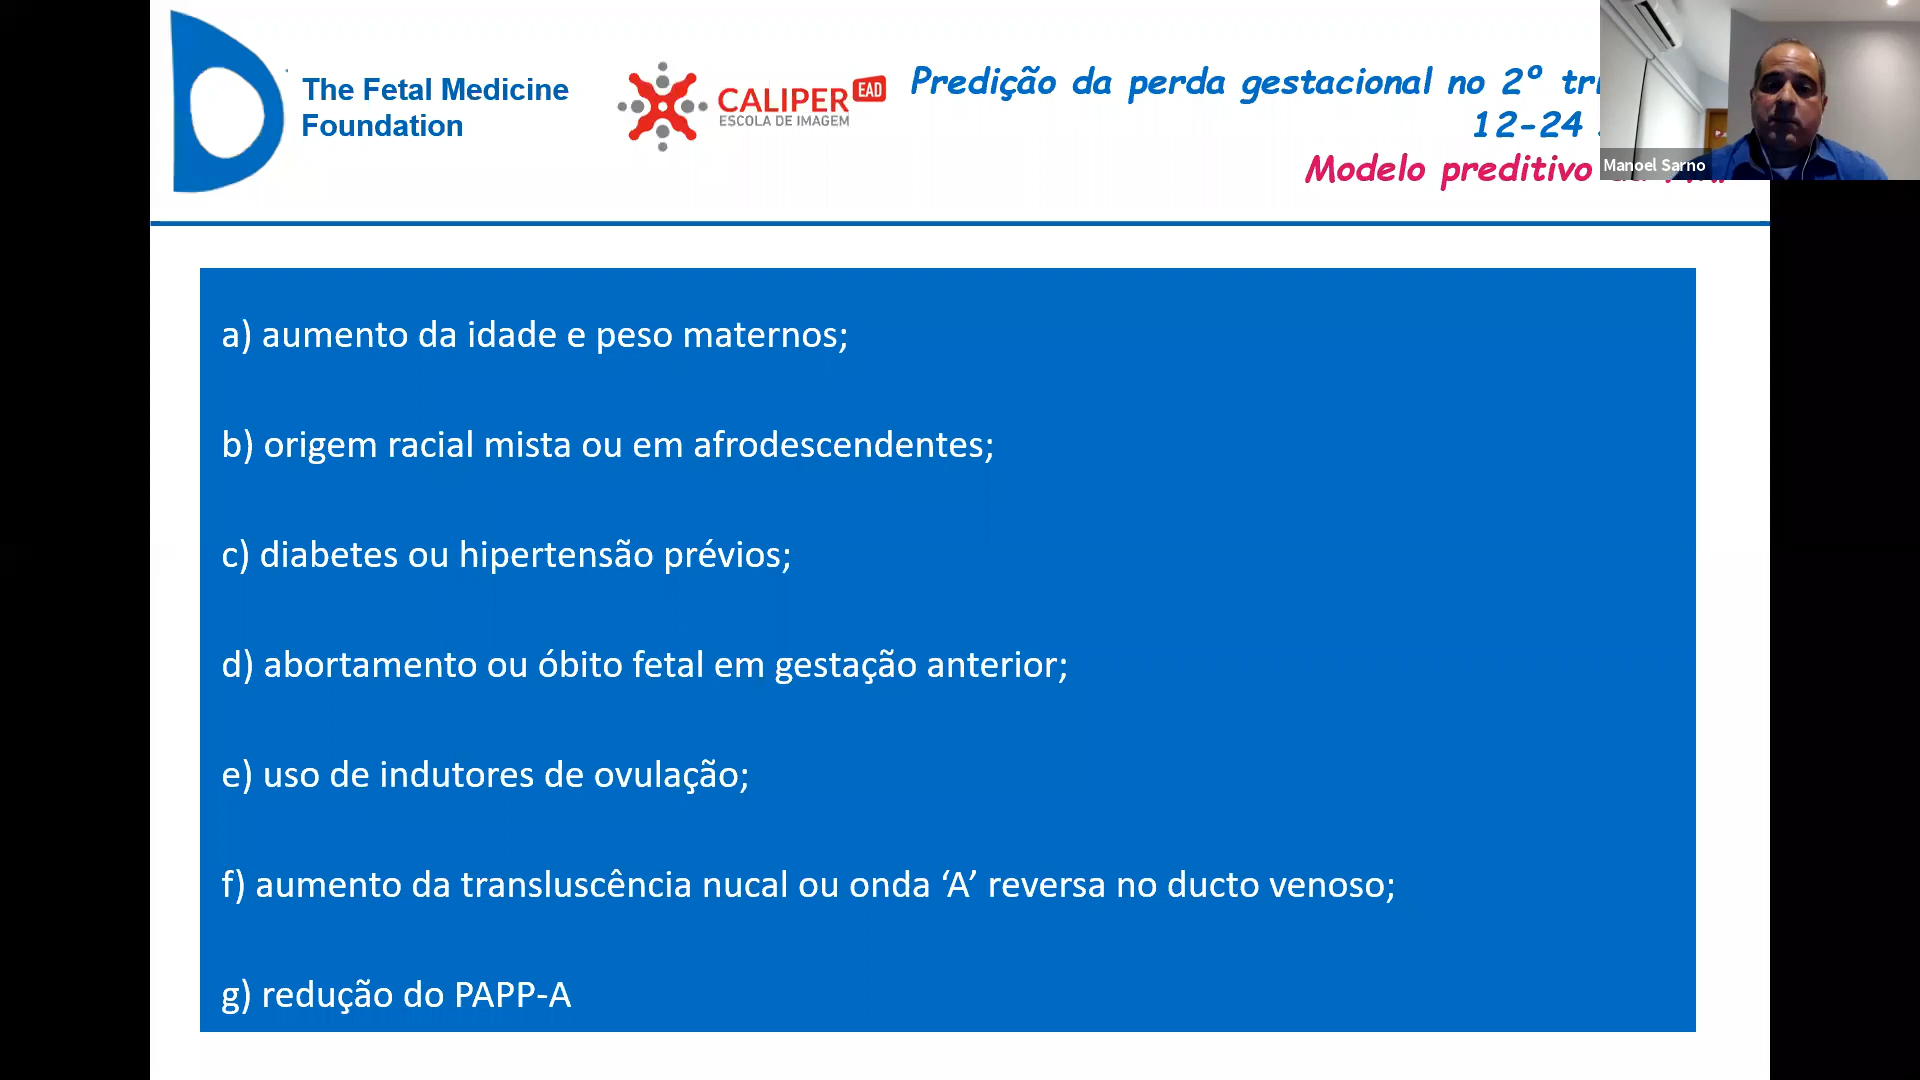 The Fetal Medicine
Foundation
CALIPER EAD
ESCOLA DE IMAGEM
Predição da perda gestacional no 2º
12-24
Modelo preditivo
Manoel Sarno
a) aumento da idade e peso maternos;
b) origem racial mista ou em afrodescendentes;
c) diabetes ou hipertensão prévios;
d) abortamento ou óbito fetal em gestação anterior;
e) uso de indutores de ovulação;
f) aumento da transluscência nucal ou onda ‘A’ reversa no ducto venoso;
g) redução do PAPP-A